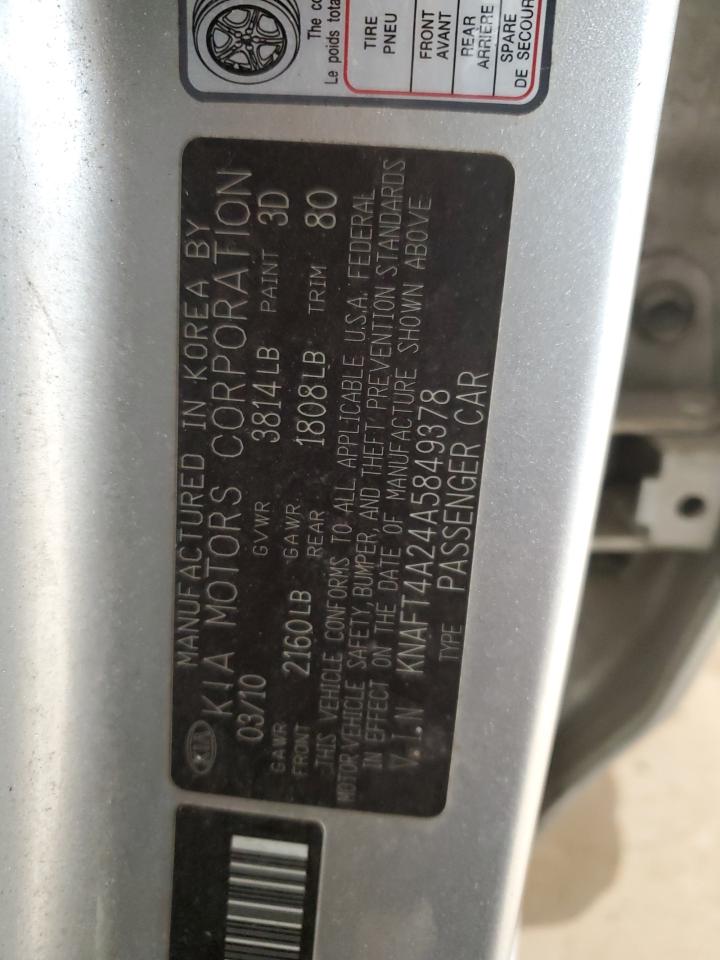 The co
Le poids tota
TIRE
PNEU
FRONT
AVANT
REAR
ARRIÈRE
SPARE
DE SECOUR
MANUFACTURED IN KOREA BY
KIA KIA MOTORS CORPORATION
03/10 GVWR 3814LB PAINT 3D
GAWR FRONT 2160LB GAWR REAR 1808LB TRIM 80
THIS VEHICLE CONFORMS TO ALL APPLICABLE U.S.A. FEDERAL
MOTOR VEHICLE SAFETY, BUMPER, AND THEFT PREVENTION STANDARDS
IN EFFECT ON THE DATE OF MANUFACTURE SHOWN ABOVE
V.I.N KNAFT4A24A5849378
TYPE PASSENGER CAR